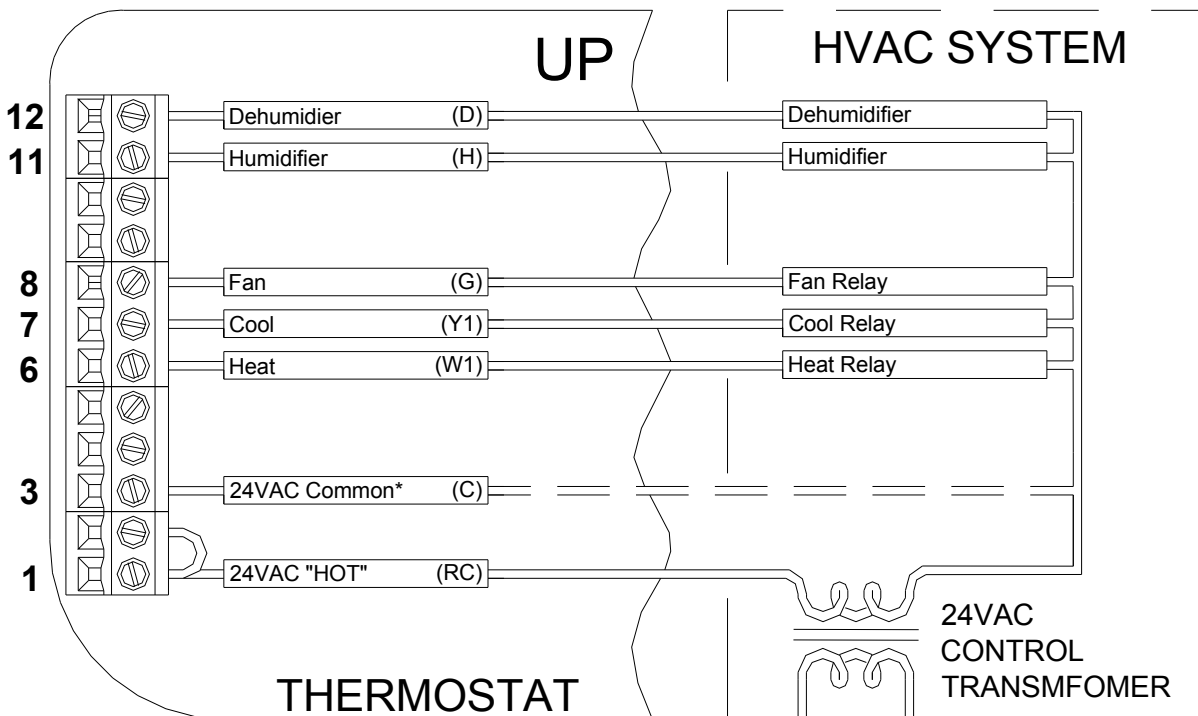 UP
HVAC SYSTEM
12 Dehumidier (D) Dehumidifier
11 Humidifier (H) Humidifier
8 Fan (G) Fan Relay
7 Cool (Y1) Cool Relay
6 Heat (W1) Heat Relay
3 24VAC Common* (C)
1 24VAC "HOT" (RC)
24VAC
CONTROL
TRANSMFOMER
THERMOSTAT